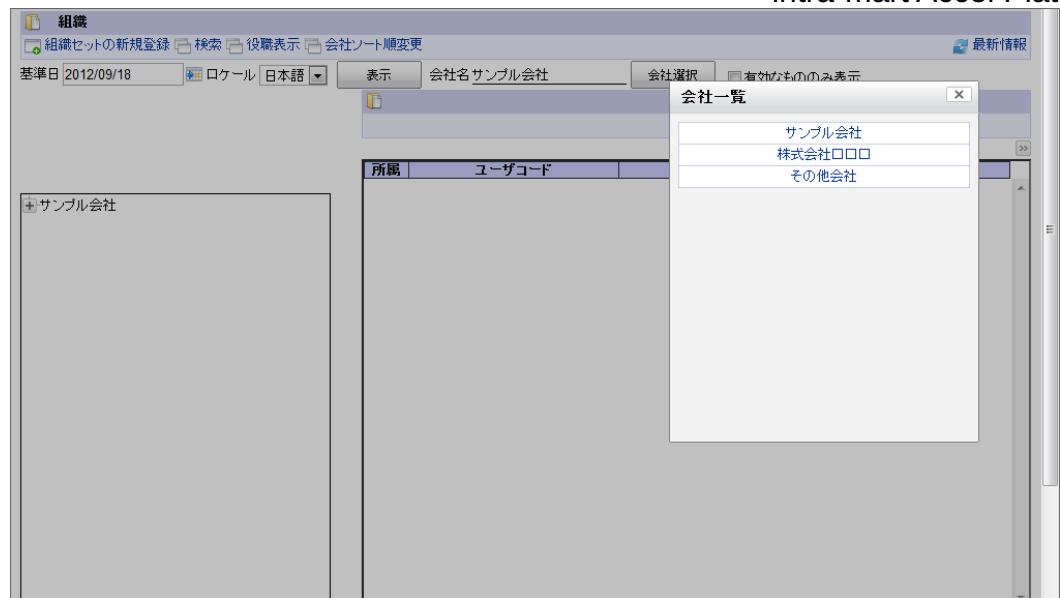 組織
組織セットの新規登録 検索 役職表示 会社ソート順変更 最新情報
基準日 2012/09/18 ロケール 日本語 表示 会社名 サンプル会社 会社選択 有効なもののみ表示
会社一覧
サンプル会社
株式会社□□□
その他会社
所属 ユーザコード
サンプル会社